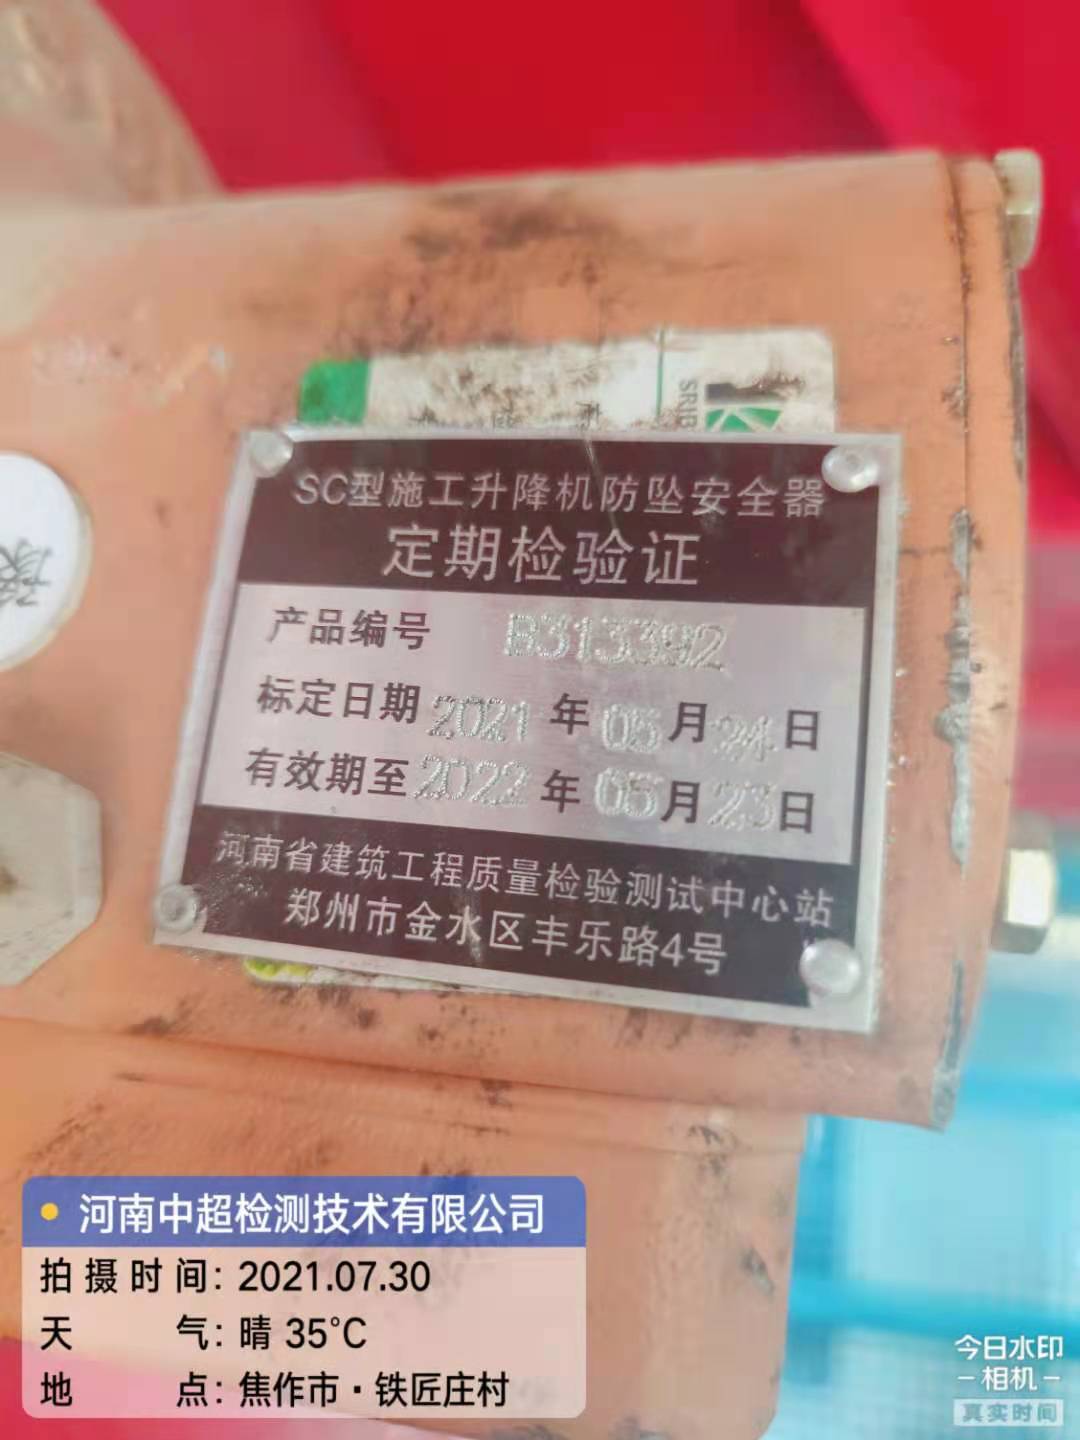 SRIB
SC型施工升降机防坠安全器
定期检验证
产品编号 B313392
标定日期 2021 年 05 月 24 日
有效期至 2022 年 05 月 23 日
河南省建筑工程质量检验测试中心站
郑州市金水区丰乐路4号
河南中超检测技术有限公司
拍摄时间: 2021.07.30
天气: 晴 35°C
地点: 焦作市·铁匠庄村
今日水印
相机
真实时间